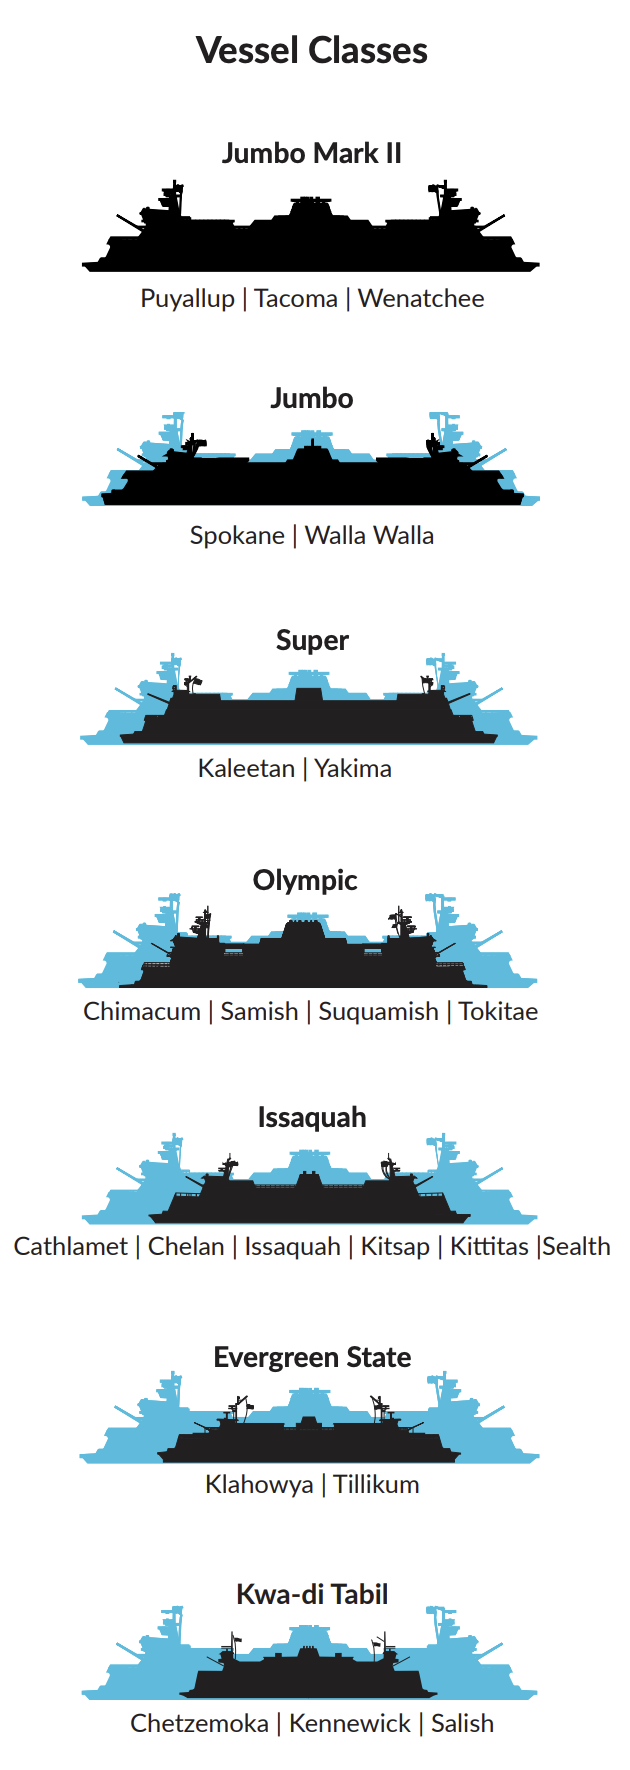 Vessel Classes
Jumbo Mark II
Puyallup | Tacoma | Wenatchee
Jumbo
Spokane | Walla Walla
Super
Kaleetan | Yakima
Olympic
Chimacum | Samish | Suquamish | Tokitae
Issaquah
Cathlamet | Chelan | Issaquah | Kitsap | Kittitas |Sealth
Evergreen State
Klahowya | Tillikum
Kwa-di Tabil
Chetzemoka | Kennewick | Salish